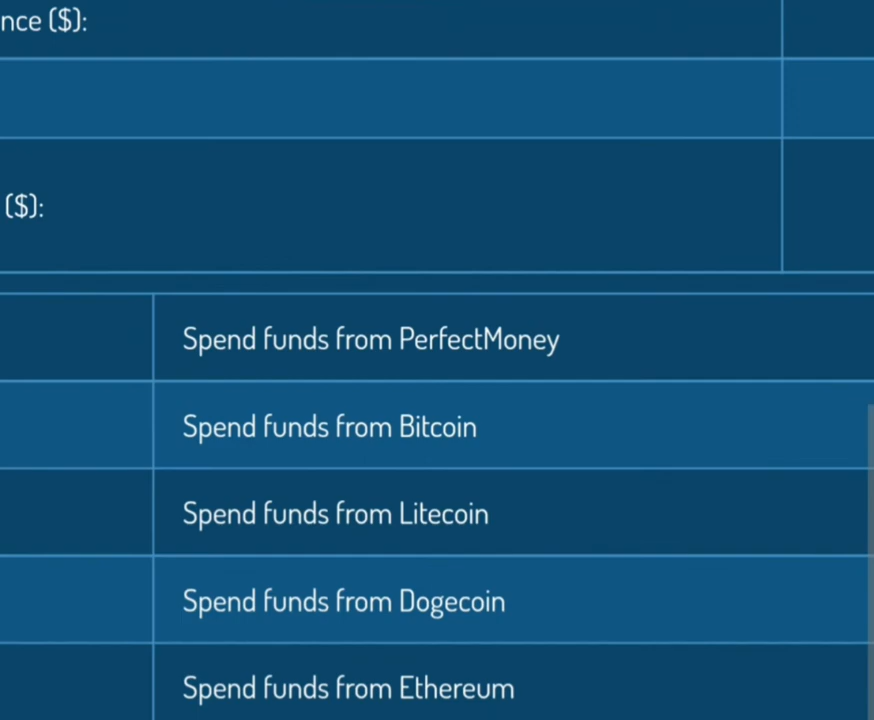 nce ($):
($):
Spend funds from PerfectMoney
Spend funds from Bitcoin
Spend funds from Litecoin
Spend funds from Dogecoin
Spend funds from Ethereum